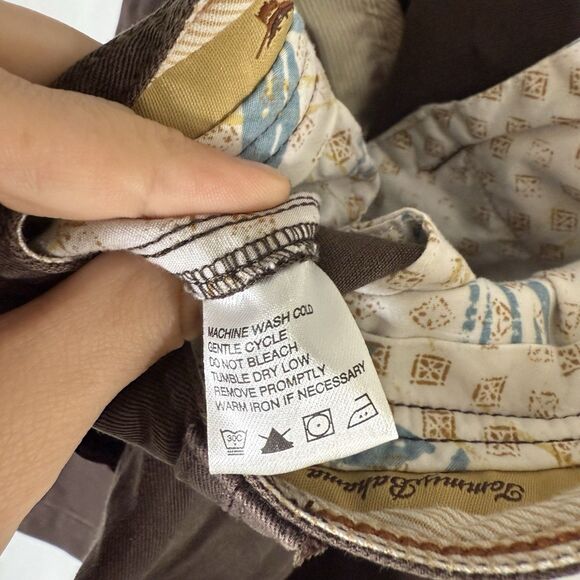 MACHINE WASH COLD
GENTLE CYCLE
DO NOT BLEACH
TUMBLE DRY LOW
REMOVE PROMPTLY
WARM IRON IF NECESSARY
30C
Tommy Bahama